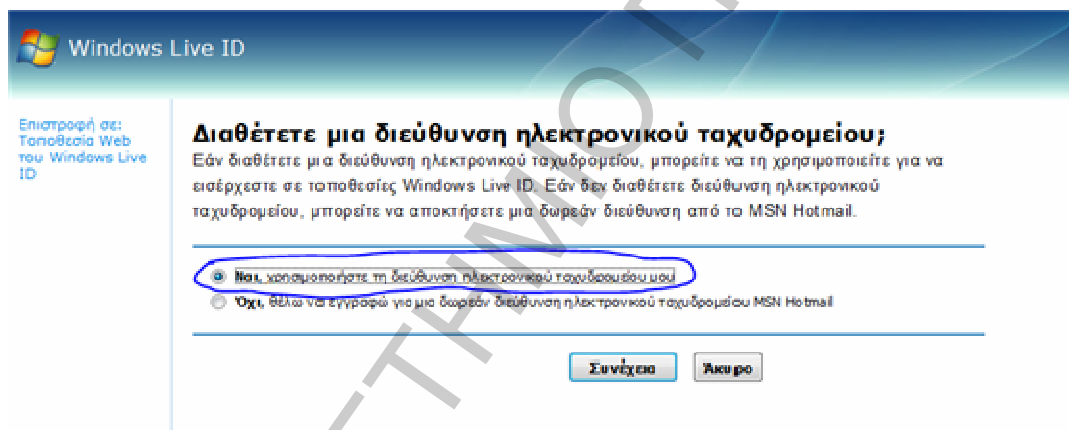 Windows Live ID
Επιστροφή σε:
Τοποθεσία Web
του Windows Live
ID
Διαθέτετε μια διεύθυνση ηλεκτρονικού ταχυδρομείου;
Εάν διαθέτετε μια διεύθυνση ηλεκτρονικού ταχυδρομείου, μπορείτε να τη χρησιμοποιείτε για να
εισέρχεστε σε τοποθεσίες Windows Live ID. Εάν δεν διαθέτετε διεύθυνση ηλεκτρονικού
ταχυδρομείου, μπορείτε να αποκτήσετε μια δωρεάν διεύθυνση από το MSN Hotmail.
Ναι, χρησιμοποιήστε τη διεύθυνση ηλεκτρονικού ταχυδρομείου μου
Όχι, θέλω να εγγραφώ για μια δωρεάν διεύθυνση ηλεκτρονικού ταχυδρομείου MSN Hotmail
Συνέχεια Άκυρο